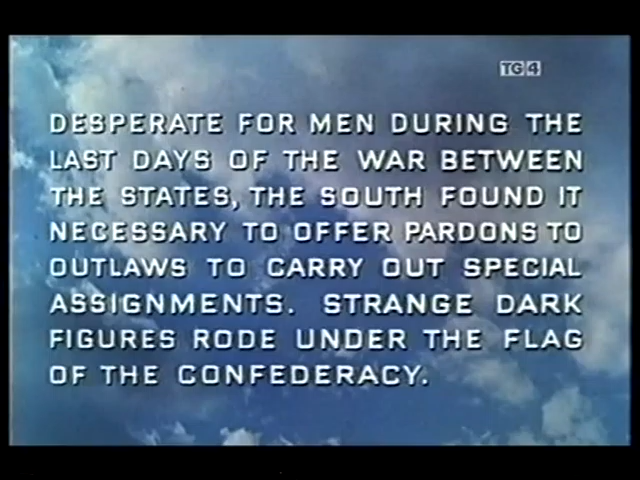 TG4
DESPERATE FOR MEN DURING THE
LAST DAYS OF THE WAR BETWEEN
THE STATES, THE SOUTH FOUND IT
NECESSARY TO OFFER PARDONS TO
OUTLAWS TO CARRY OUT SPECIAL
ASSIGNMENTS. STRANGE DARK
FIGURES RODE UNDER THE FLAG
OF THE CONFEDERACY.